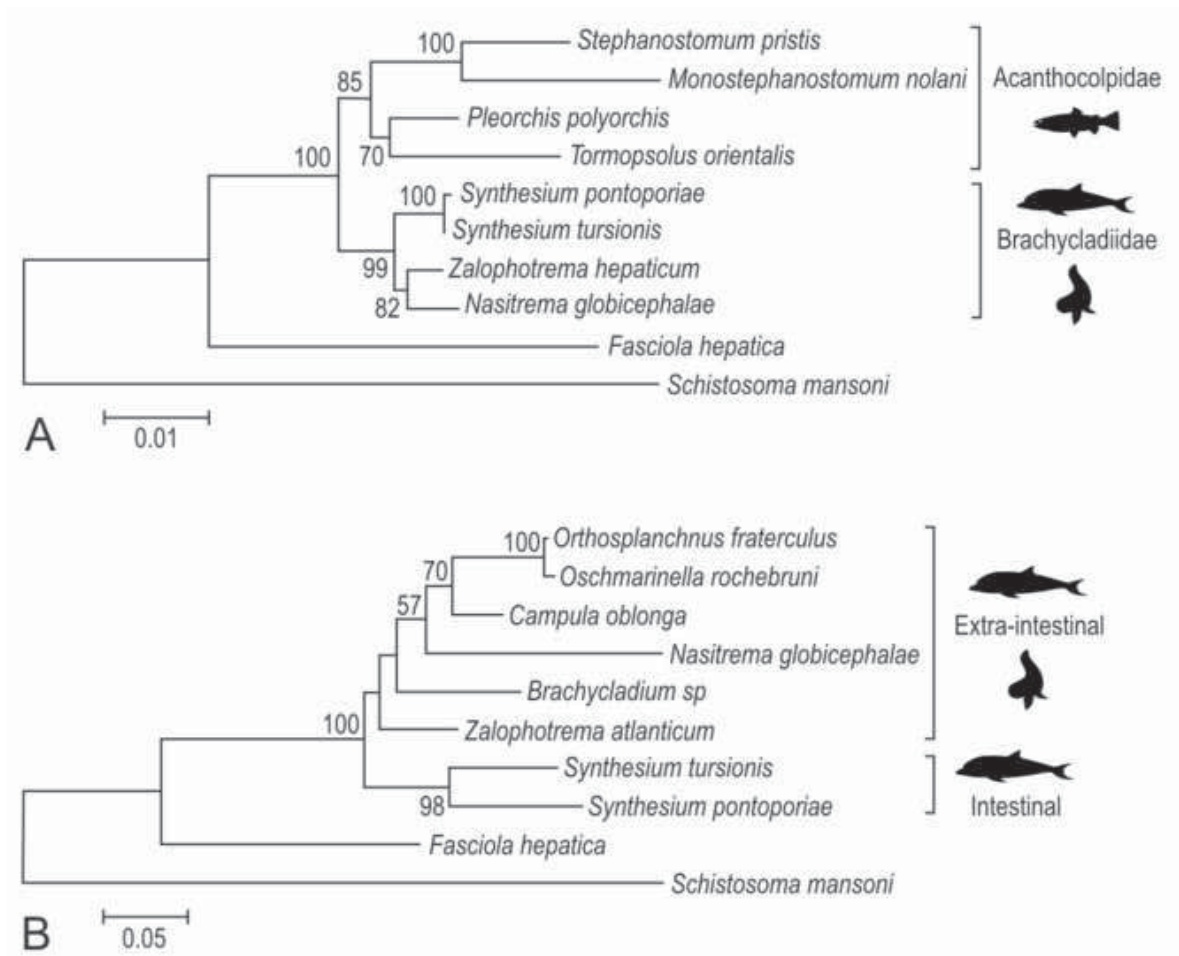 100
Stephanostomum pristis
Monostephanostomum nolani
85
Acanthocolpidae
Pleorchis polyorchis
100
70
Tormopsolus orientalis
100
Synthesium pontoporiae
Synthesium tursionis
Brachycladiidae
99
Zalophotrema hepaticum
82
Nasitrema globicephalae
Fasciola hepatica
Schistosoma mansoni
A
0.01
100
Orthosplanchnus fraterculus
70
Oschmarinella rochebruni
57
Campula oblonga
Extra-intestinal
Nasitrema globicephalae
Brachycladium sp
100
Zalophotrema atlanticum
Synthesium tursionis
98
Synthesium pontoporiae
Intestinal
Fasciola hepatica
Schistosoma mansoni
B
0.05